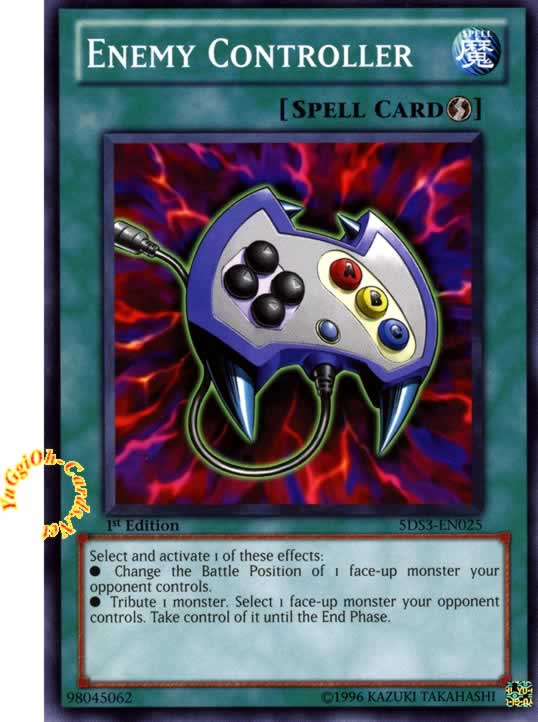 ENEMY CONTROLLER
SPELL
魔
[SPELL CARD]
A
B
C
YuGgiOh-Cards.Net
1st Edition
5DS3-EN025
Select and activate 1 of these effects:
● Change the Battle Position of 1 face-up monster your
opponent controls.
● Tribute 1 monster. Select 1 face-up monster your opponent
controls. Take control of it until the End Phase.
98045062
©1996 KAZUKI TAKAHASHI